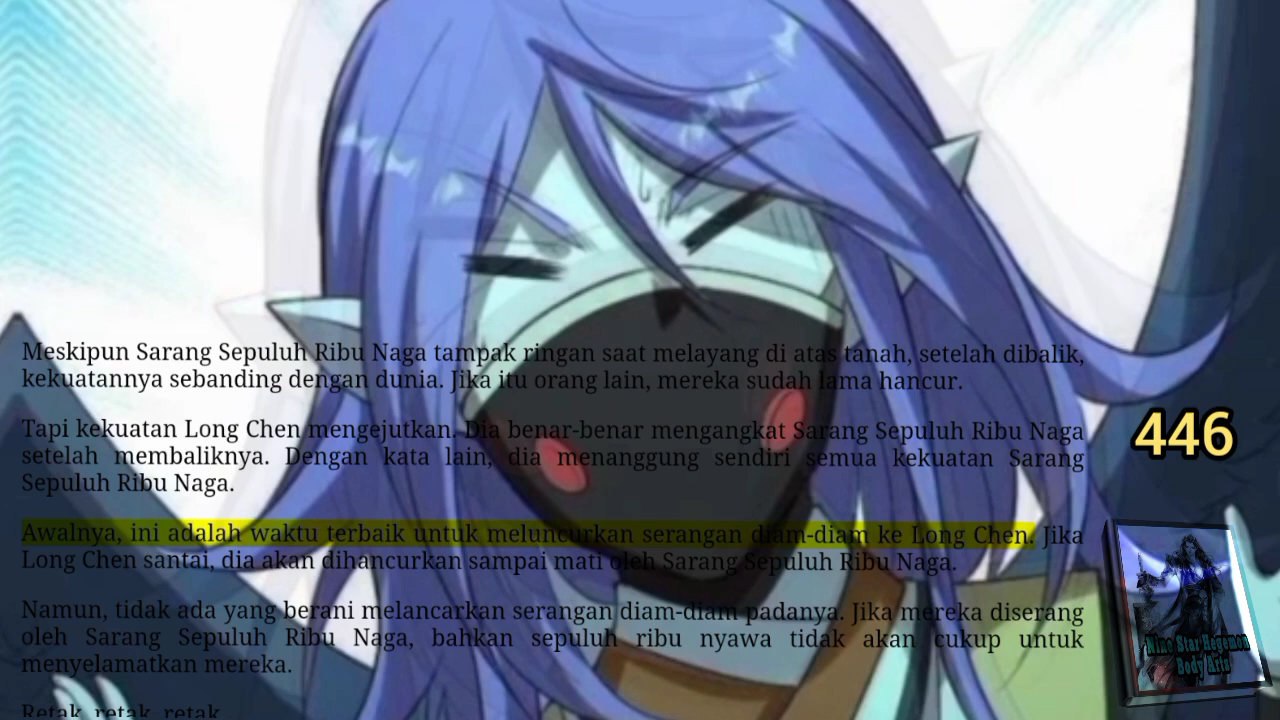 Meskipun Sarang Sepuluh Ribu Naga tampak ringan saat melayang di atas tanah, setelah dibalik,
kekuatannya sebanding dengan dunia. Jika itu orang lain, mereka sudah lama hancur.
Tapi kekuatan Long Chen mengejutkan. Dia benar-benar mengangkat Sarang Sepuluh Ribu Naga
setelah membaliknya. Dengan kata lain, dia menanggung sendiri semua kekuatan Sarang
Sepuluh Ribu Naga.
Awalnya, ini adalah waktu terbaik untuk meluncurkan serangan diam-diam ke Long Chen. Jika
Long Chen santai, dia akan dihancurkan sampai mati oleh Sarang Sepuluh Ribu Naga.
Namun, tidak ada yang berani melancarkan serangan diam-diam padanya. Jika mereka diserang
oleh Sarang Sepuluh Ribu Naga, bahkan sepuluh ribu nyawa tidak akan cukup untuk
menyelamatkan mereka.
Retak, retak, retak
446
Nine Star Hegemon
Body Arts